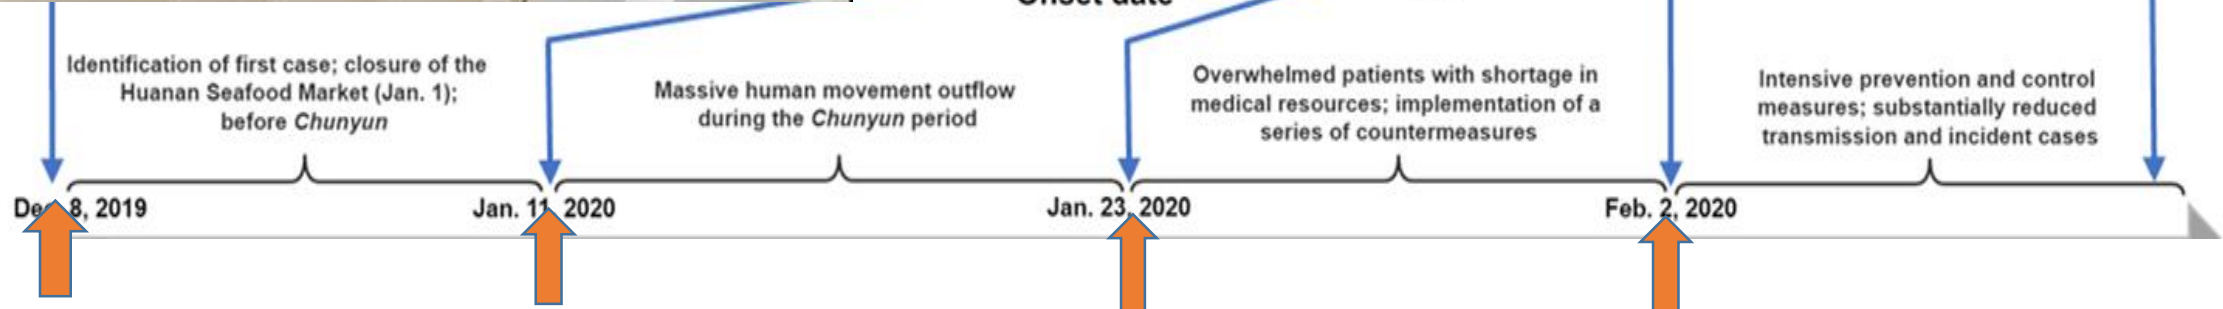 Onset date
Identification of first case; closure of the
Huanan Seafood Market (Jan. 1);
before Chunyun
Massive human movement outflow
during the Chunyun period
Overwhelmed patients with shortage in
medical resources; implementation of a
series of countermeasures
Intensive prevention and control
measures; substantially reduced
transmission and incident cases
8, 2019
Jan. 11, 2020
Jan. 23, 2020
Feb. 2, 2020